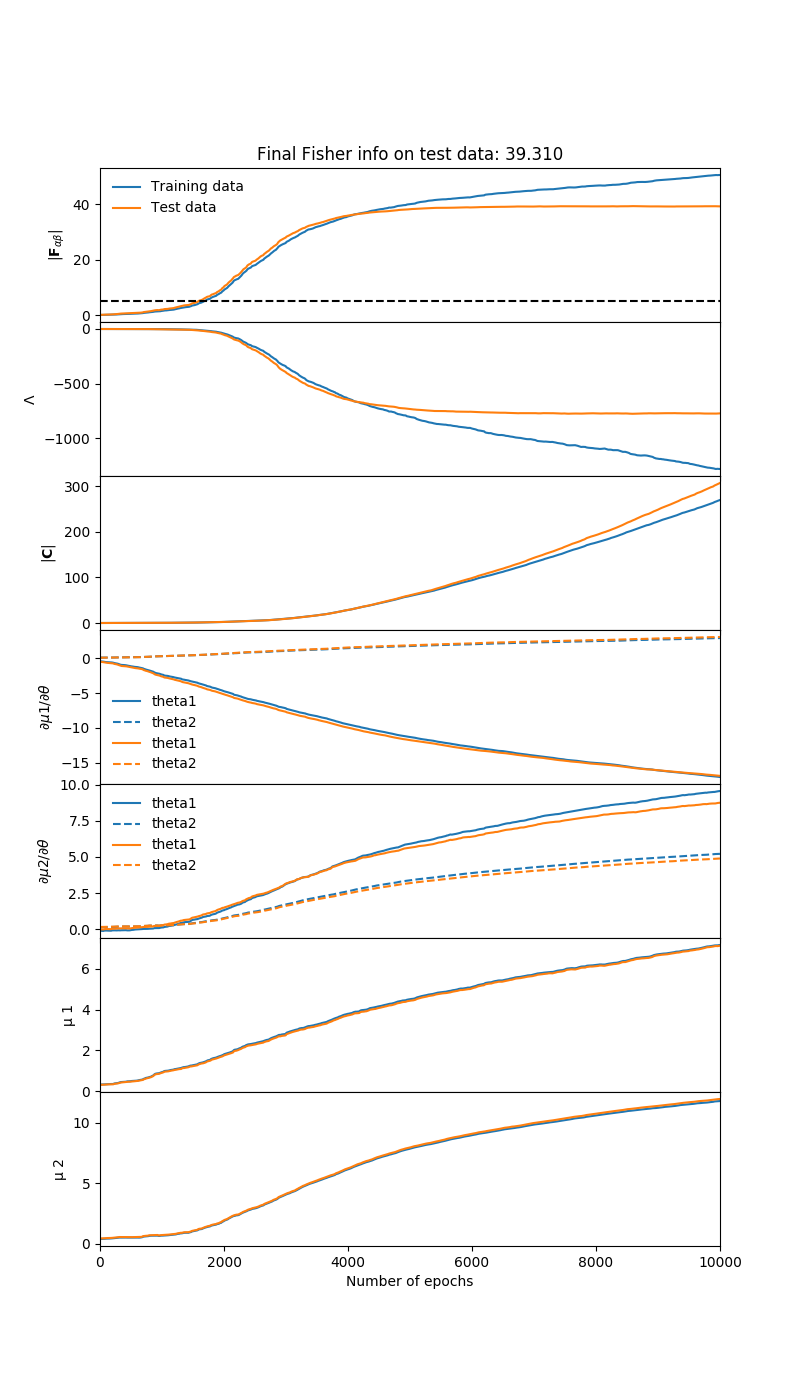 Final Fisher info on test data: 39.310
|F_{αβ}|
40
20
0
Training data
Test data
Λ
0
−500
−1000
|C|
300
200
100
0
∂μ1/∂θ
0
−5
−10
−15
theta1
theta2
theta1
theta2
∂μ2/∂θ
10.0
7.5
5.0
2.5
0.0
theta1
theta2
theta1
theta2
μ 1
6
4
2
0
μ 2
10
5
0
0 2000 4000 6000 8000 10000
Number of epochs